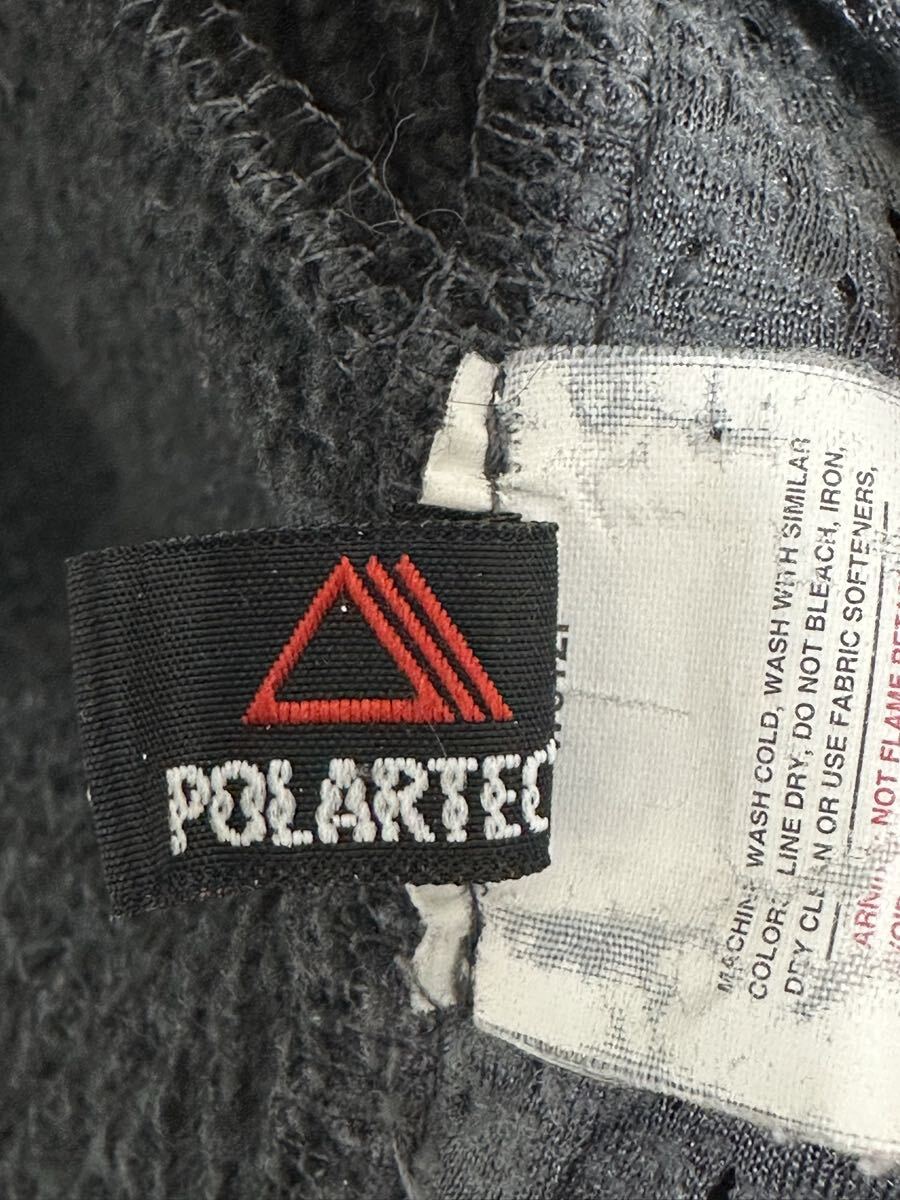 POLARTEC
MACHINE WASH COLD, WASH WITH SIMILAR
COLORS, LINE DRY, DO NOT BLEACH, IRON,
DRY CLEAN OR USE FABRIC SOFTENERS.
NOT FLAME